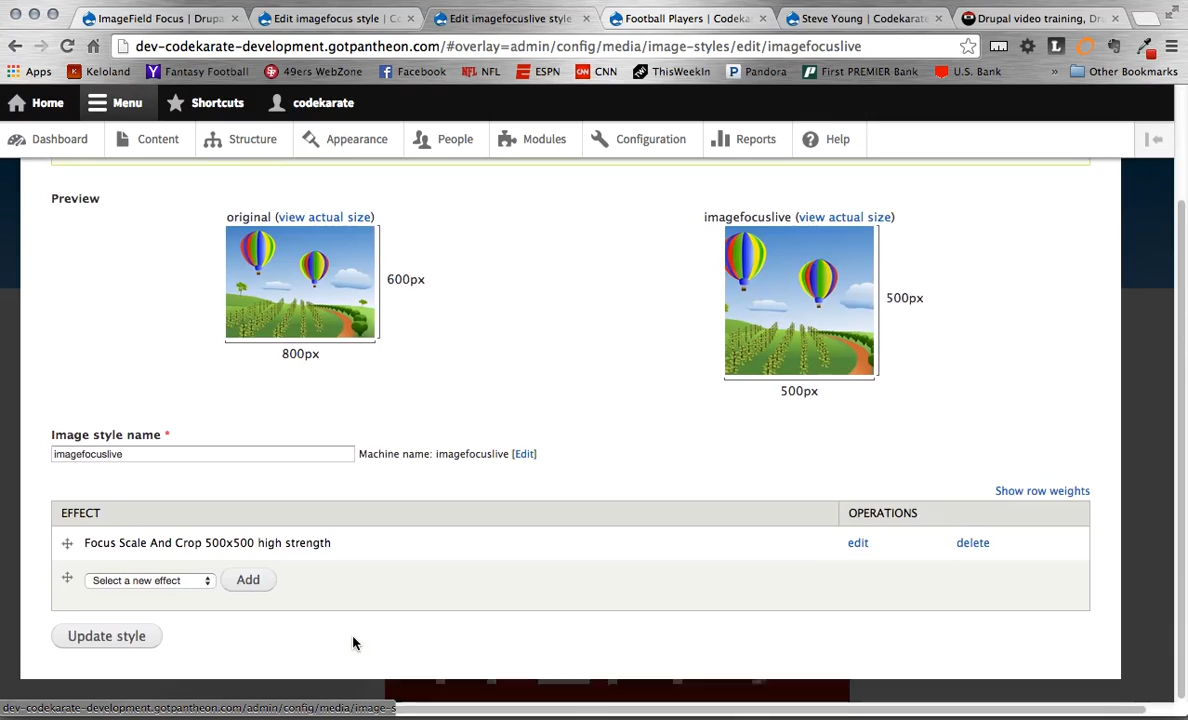 ImageField Focus | Drupa
Edit imagefocus style | C
Edit imagefocuslive style
Football Players | Codeka
Steve Young | Codekarat
Drupal video training, Dr
dev-codekarate-development.gotpantheon.com/#overlay=admin/config/media/image-styles/edit/imagefocuslive
Apps Keloland Fantasy Football 49ers WebZone Facebook NFL ESPN CNN ThisWeekIn Pandora First PREMIER Bank U.S. Bank » Other Bookmarks
Home Menu Shortcuts codekarate
Dashboard Content Structure Appearance People Modules Configuration Reports Help
Preview
original (view actual size)
imagefocuslive (view actual size)
600px
500px
800px
500px
Image style name *
imagefocuslive Machine name: imagefocuslive [Edit]
Show row weights
EFFECT OPERATIONS
Focus Scale And Crop 500x500 high strength edit delete
Select a new effect Add
Update style
dev-codekarate-development.gotpantheon.com/admin/config/media/image-s